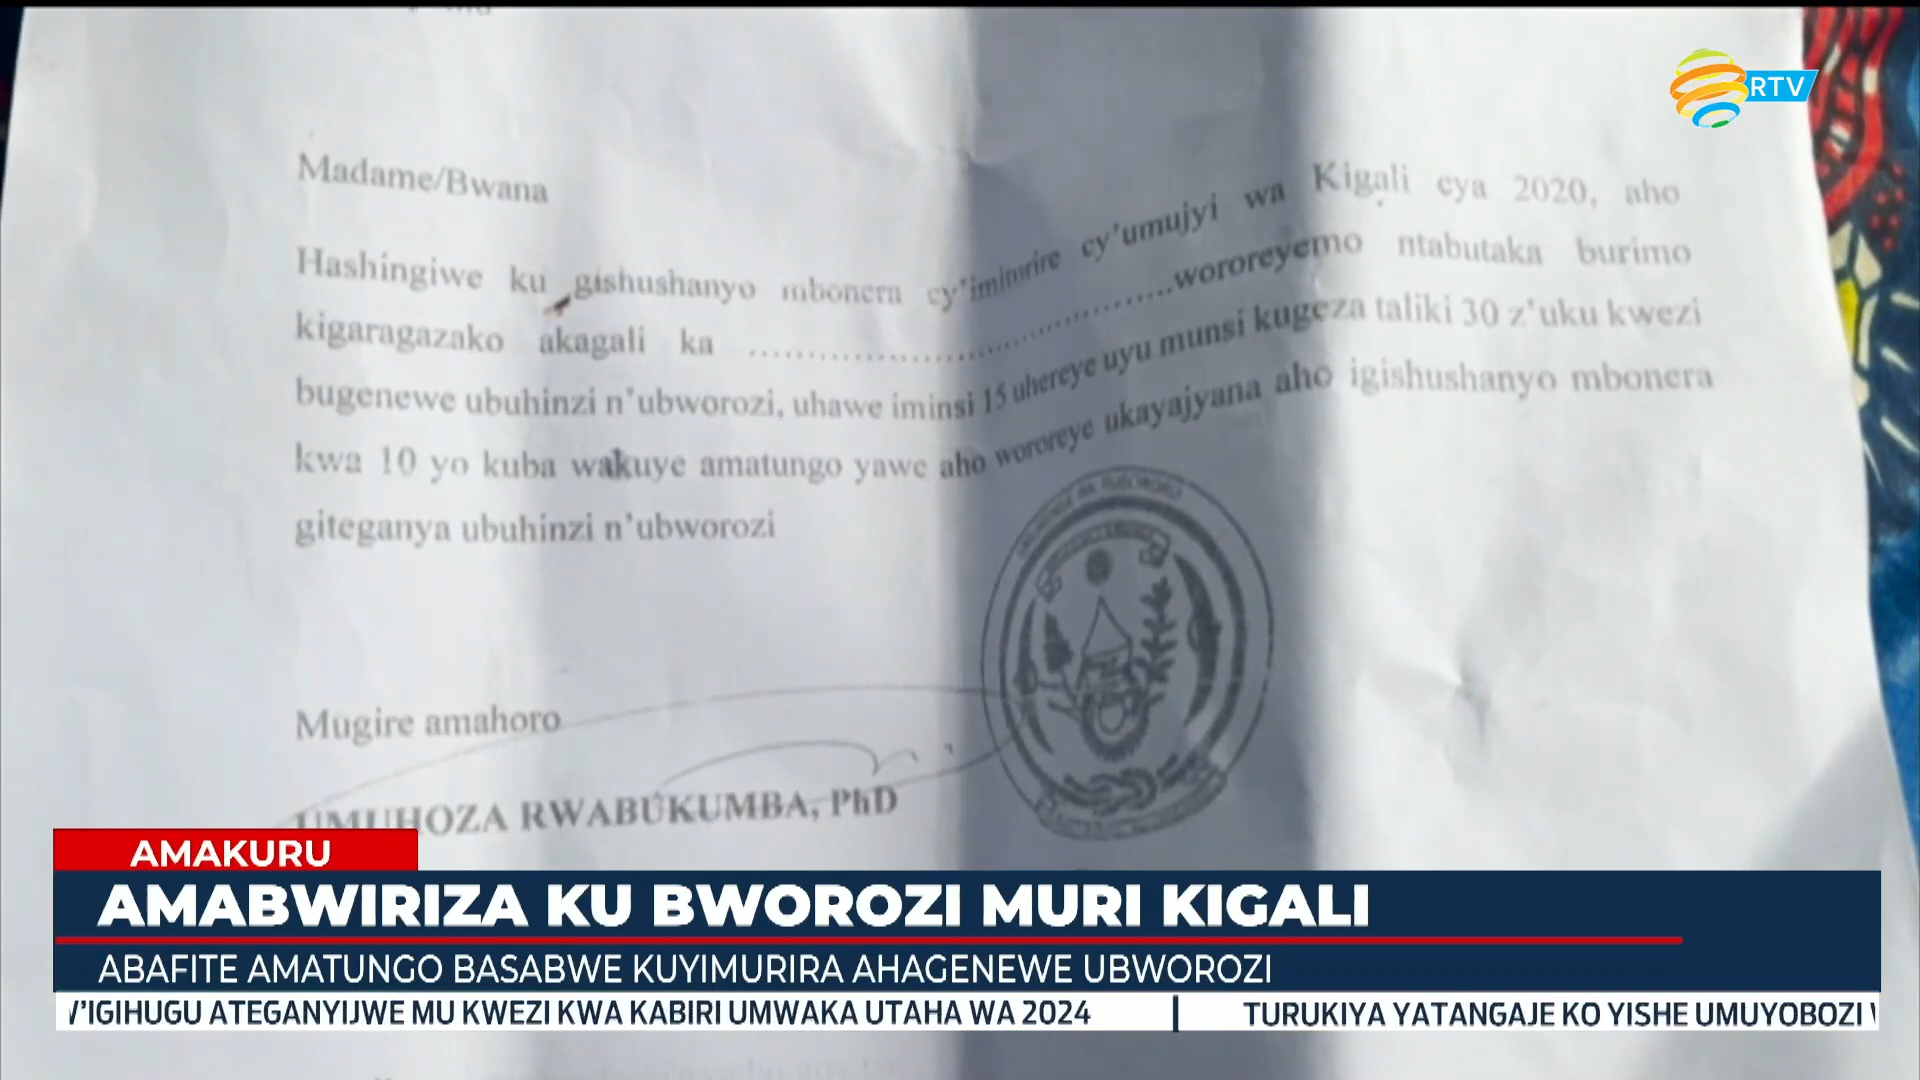 RTV
Madame/Bwana
Hashingiwe ku gishushanyo mbonera cy'imiturire cy'umujyi wa Kigali cya 2020, aho
kigaragazako akagali ka ........................................wororeyemo ntabutaka burimo
bugenewe ubuhinzi n'ubworozi, uhawe iminsi 15 uhereye uyu munsi kugeza taliki 30 z'uku kwezi
kwa 10 yo kuba wakuye amatungo yawe aho wororeye ukayajyana aho igishushanyo mbonera
giteganya ubuhinzi n'ubworozi
Mugire amahoro
UMUHOZA RWABUKUMBA, PhD
AMAKURU
AMABWIRIZA KU BWOROZI MURI KIGALI
ABAFITE AMATUNGO BASABWE KUYIMURIRA AHAGENEWE UBWOROZI
'IGIHUGU ATEGANYIJWE MU KWEZI KWA KABIRI UMWAKA UTAHA WA 2024 | TURUKIYA YATANGAJE KO YISHE UMUYOBOZI